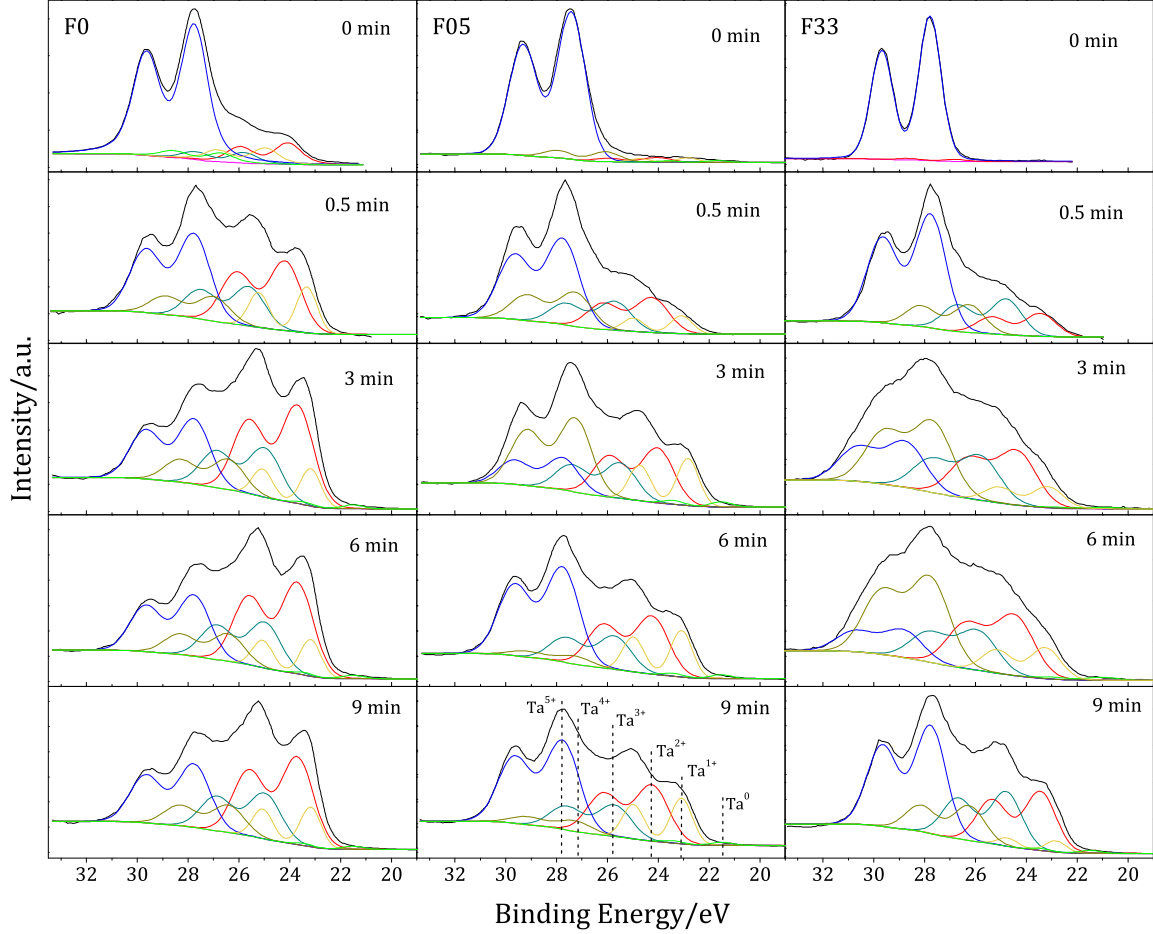 F0
0 min
F05
0 min
F33
0 min
0.5 min
0.5 min
0.5 min
3 min
3 min
3 min
6 min
6 min
6 min
9 min
9 min
9 min
Ta5+
Ta4+
Ta3+
Ta2+
Ta1+
Ta0
Intensity/a.u.
32 30 28 26 24 22 20
32 30 28 26 24 22 20
32 30 28 26 24 22 20
Binding Energy/eV